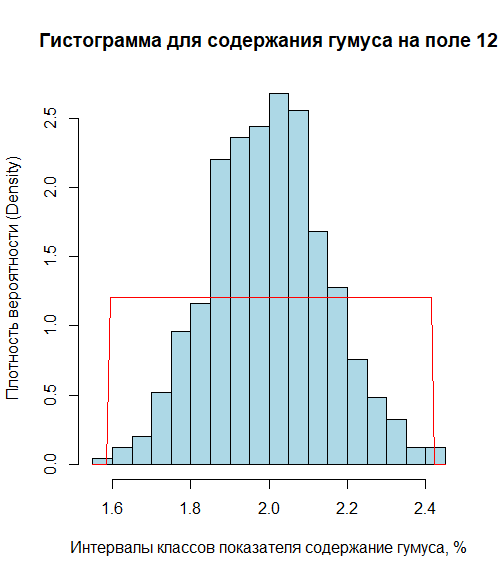 Гистограмма для содержания гумуса на поле 12
Плотность вероятности (Density)
2.5
2.0
1.5
1.0
0.5
0.0
1.6 1.8 2.0 2.2 2.4
Интервалы классов показателя содержание гумуса, %